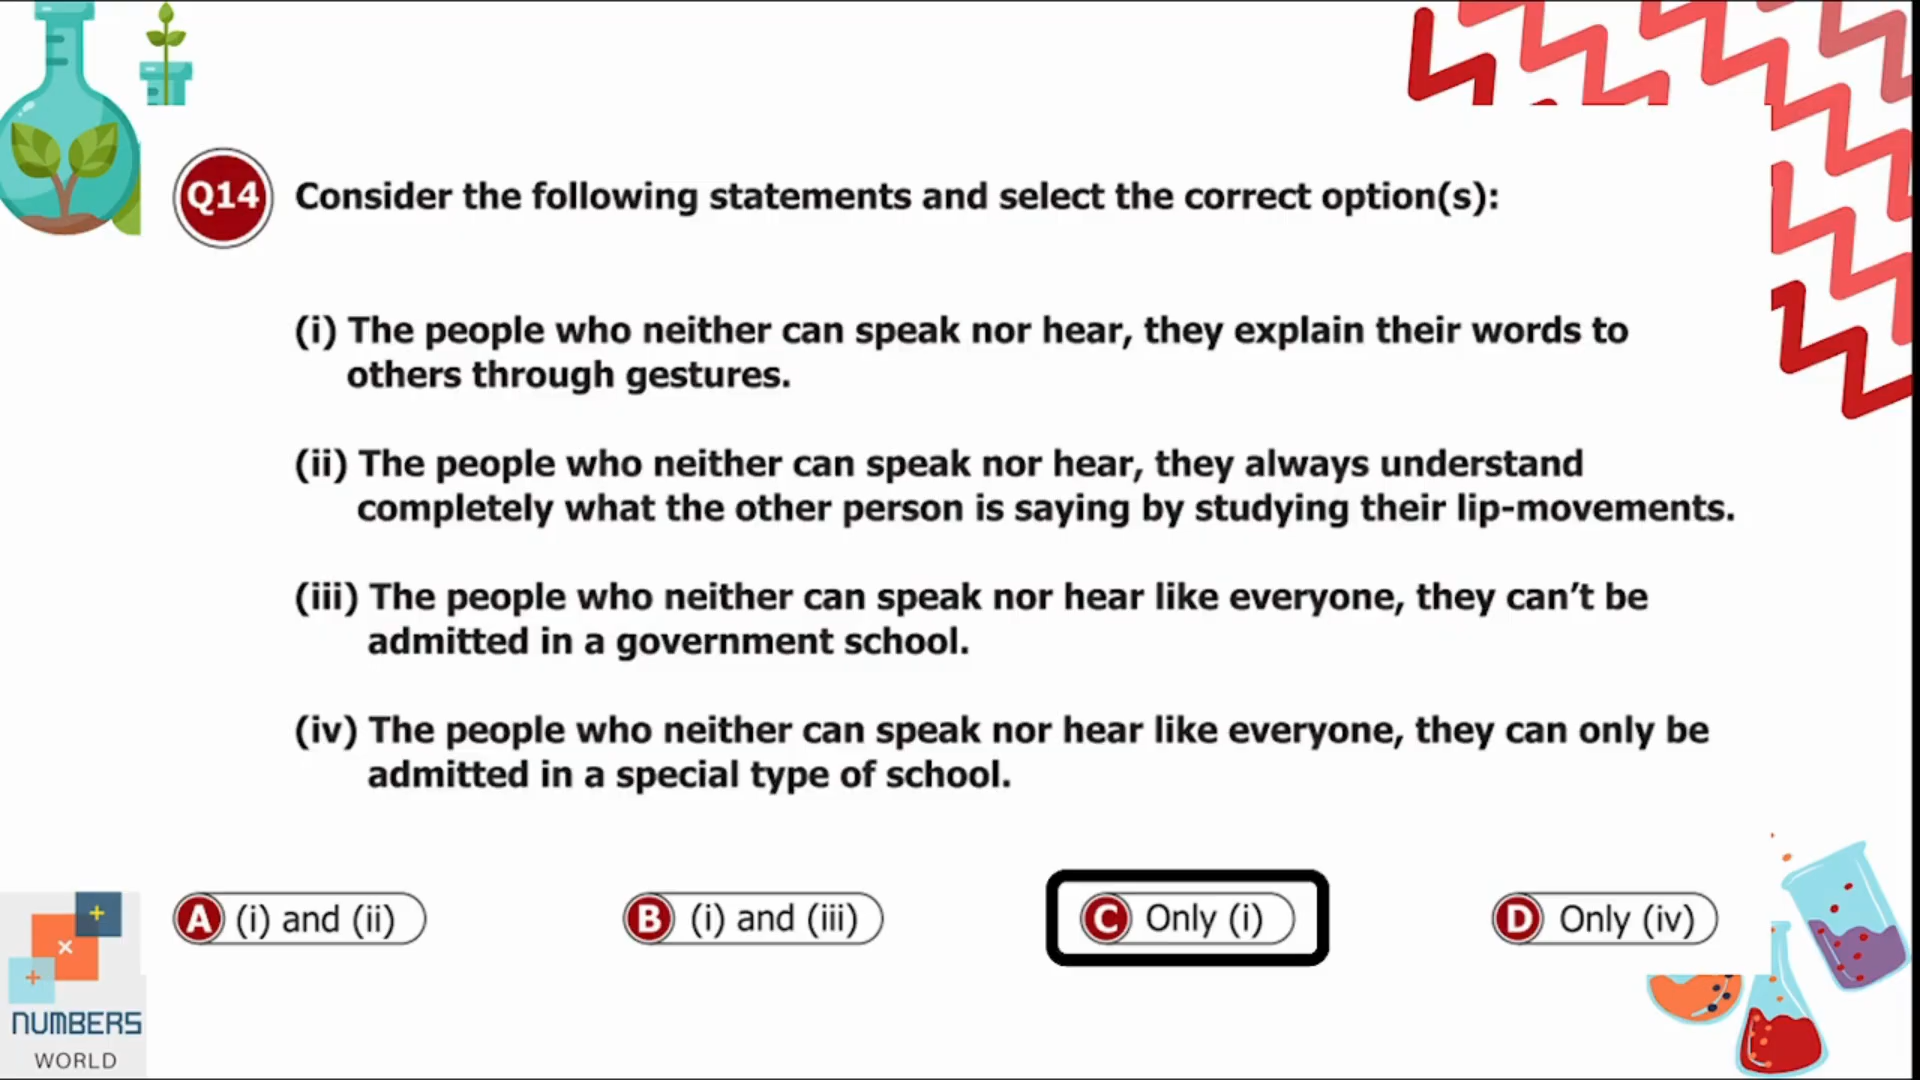 Q14 Consider the following statements and select the correct option(s):
(i) The people who neither can speak nor hear, they explain their words to
others through gestures.
(ii) The people who neither can speak nor hear, they always understand
completely what the other person is saying by studying their lip-movements.
(iii) The people who neither can speak nor hear like everyone, they can’t be
admitted in a government school.
(iv) The people who neither can speak nor hear like everyone, they can only be
admitted in a special type of school.
A (i) and (ii)
B (i) and (iii)
C Only (i)
D Only (iv)
+
×
+
NUMBERS
WORLD